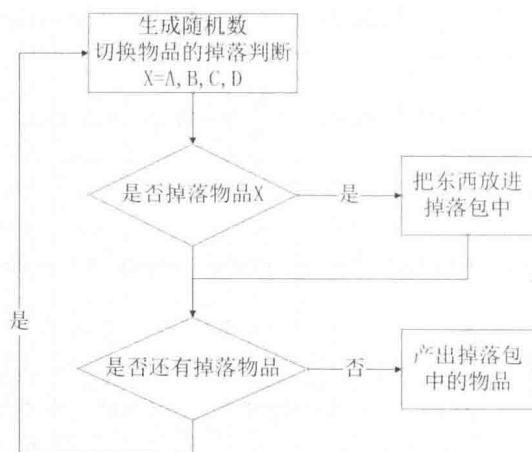 生成随机数
切换物品的掉落判断
X=A,B,C,D
是否掉落物品X
是
把东西放进
掉落包中
是
是否还有掉落物品
否
产出掉落包
中的物品